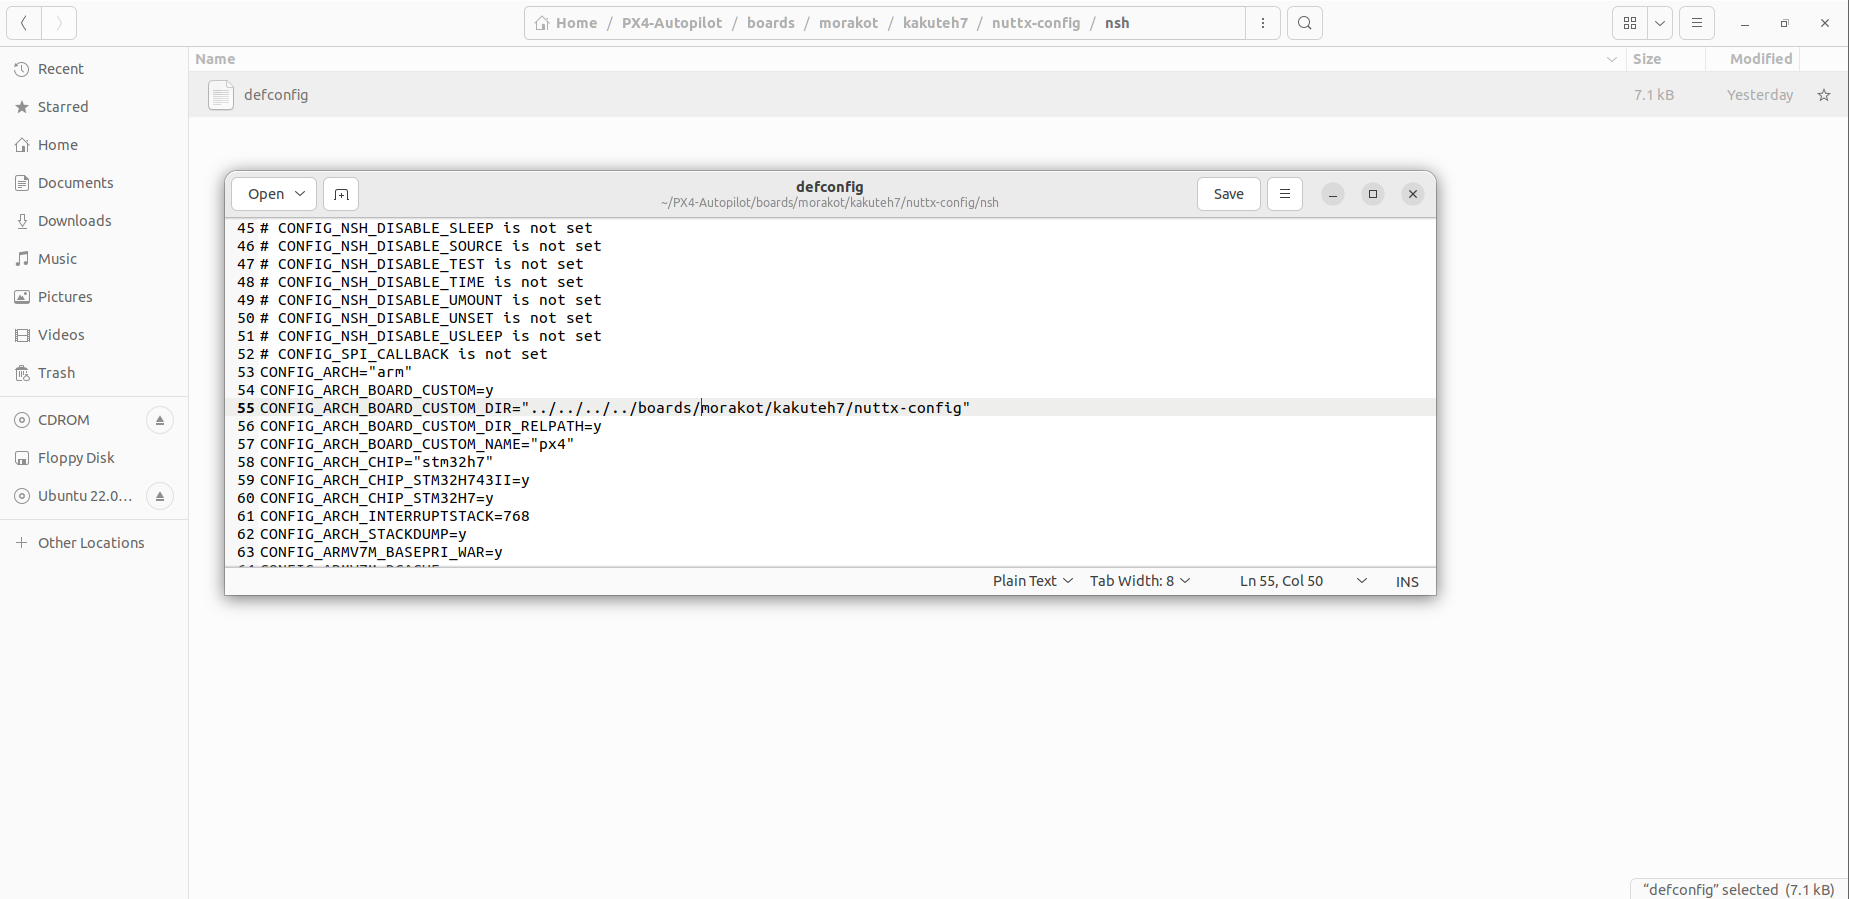 Home / PX4-Autopilot / boards / morakot / kakuteh7 / nuttx-config / nsh
Name Size Modified
Recent
Starred
Home
Documents
Downloads
Music
Pictures
Videos
Trash
CDROM
Floppy Disk
Ubuntu 22.0...
Other Locations
defconfig 7.1 kB Yesterday
Open defconfig Save
~/PX4-Autopilot/boards/morakot/kakuteh7/nuttx-config/nsh
45 # CONFIG_NSH_DISABLE_SLEEP is not set
46 # CONFIG_NSH_DISABLE_SOURCE is not set
47 # CONFIG_NSH_DISABLE_TEST is not set
48 # CONFIG_NSH_DISABLE_TIME is not set
49 # CONFIG_NSH_DISABLE_UMOUNT is not set
50 # CONFIG_NSH_DISABLE_UNSET is not set
51 # CONFIG_NSH_DISABLE_USLEEP is not set
52 # CONFIG_SPI_CALLBACK is not set
53 CONFIG_ARCH="arm"
54 CONFIG_ARCH_BOARD_CUSTOM=y
55 CONFIG_ARCH_BOARD_CUSTOM_DIR="../../../../boards/morakot/kakuteh7/nuttx-config"
56 CONFIG_ARCH_BOARD_CUSTOM_DIR_RELPATH=y
57 CONFIG_ARCH_BOARD_CUSTOM_NAME="px4"
58 CONFIG_ARCH_CHIP="stm32h7"
59 CONFIG_ARCH_CHIP_STM32H743II=y
60 CONFIG_ARCH_CHIP_STM32H7=y
61 CONFIG_ARCH_INTERRUPTSTACK=768
62 CONFIG_ARCH_STACKDUMP=y
63 CONFIG_ARMV7M_BASEPRI_WAR=y
Plain Text Tab Width: 8 Ln 55, Col 50 INS
“defconfig” selected (7.1 kB)